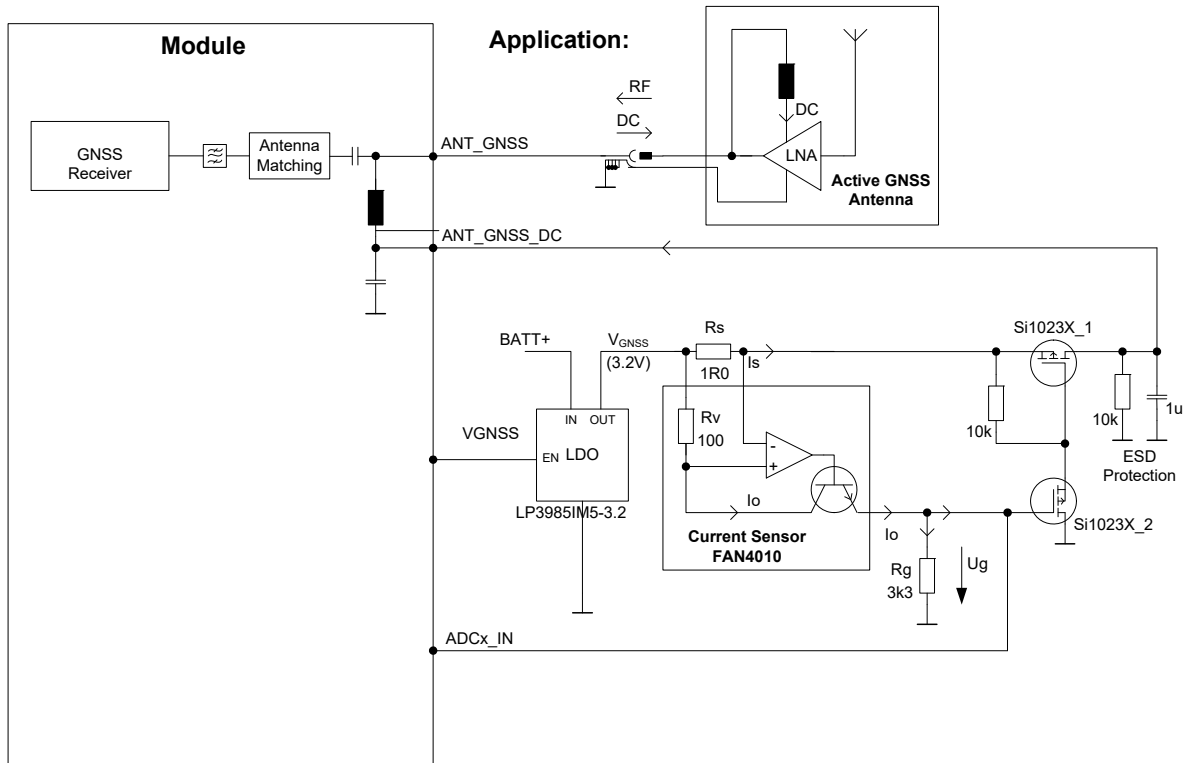 Module
Application:
GNSS
Receiver
Antenna
Matching
ANT_GNSS
RF
DC
DC
LNA
Active GNSS
Antenna
ANT_GNSS_DC
BATT+
VGNSS
(3.2V)
Rs
1R0
Is
Si1023X_1
10k
10k
1u
ESD
Protection
VGNSS
IN
OUT
EN
LDO
LP3985IM5-3.2
Rv
100
-
+
Io
Current Sensor
FAN4010
Io
Rg
3k3
Ug
Si1023X_2
ADCx_IN